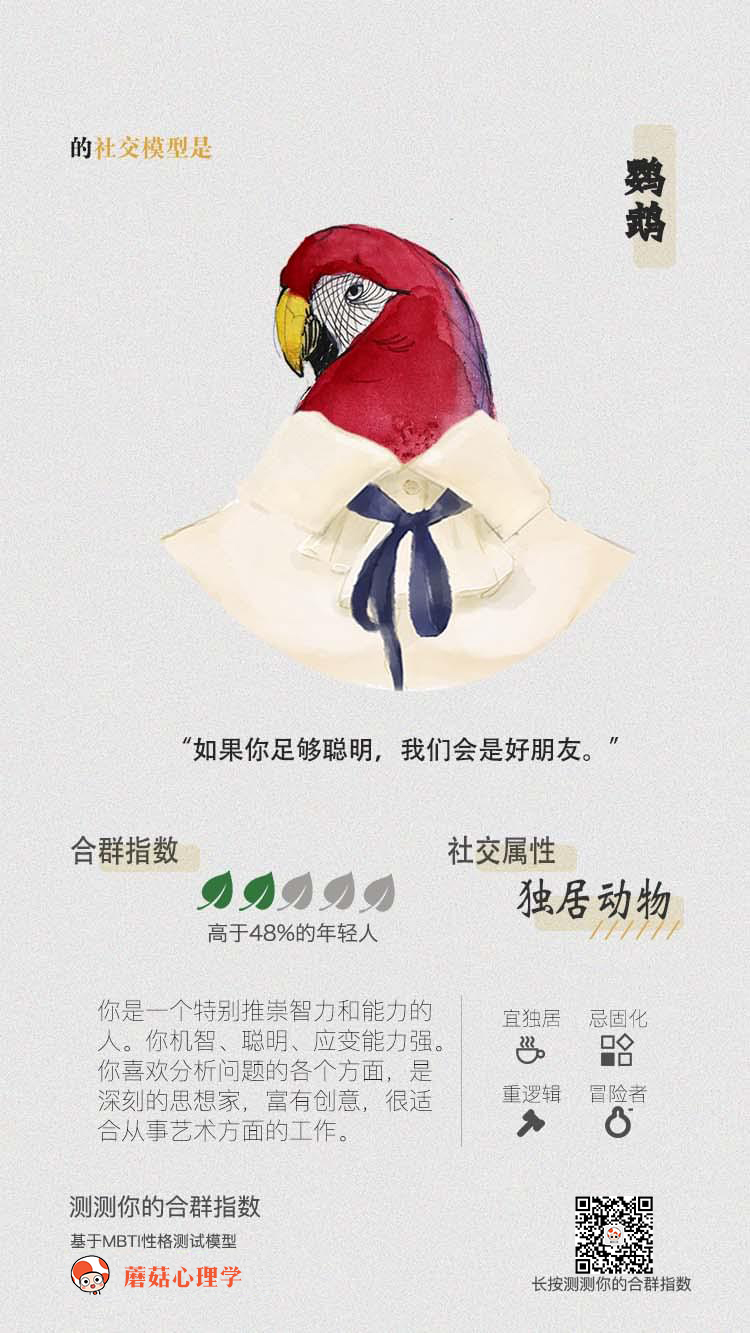 的社交模型是
鹦鹉
“如果你足够聪明，我们会是好朋友。”
合群指数
高于48%的年轻人
社交属性
独居动物
你是一个特别推崇智力和能力的
人。你机智、聪明、应变能力强。
你喜欢分析问题的各个方面，是
深刻的思想家，富有创意，很适
合从事艺术方面的工作。
宜独居 忌固化
重逻辑 冒险者
测测你的合群指数
基于MBTI性格测试模型
蘑菇心理学
长按测测你的合群指数